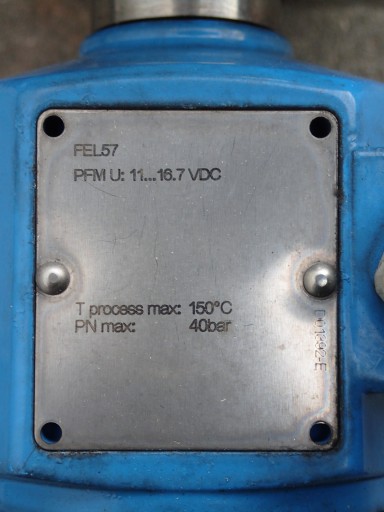 FEL57
PFM U: 11...16.7 VDC
T process max: 150°C
PN max: 40bar